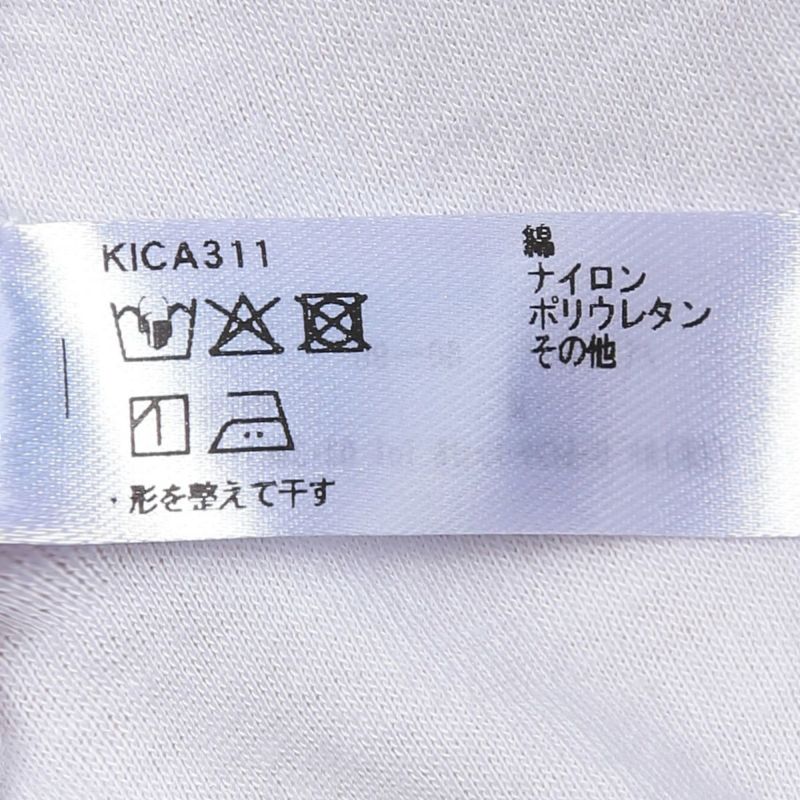 KICA311
・形を整えて干す
綿
ナイロン
ポリウレタン
その他